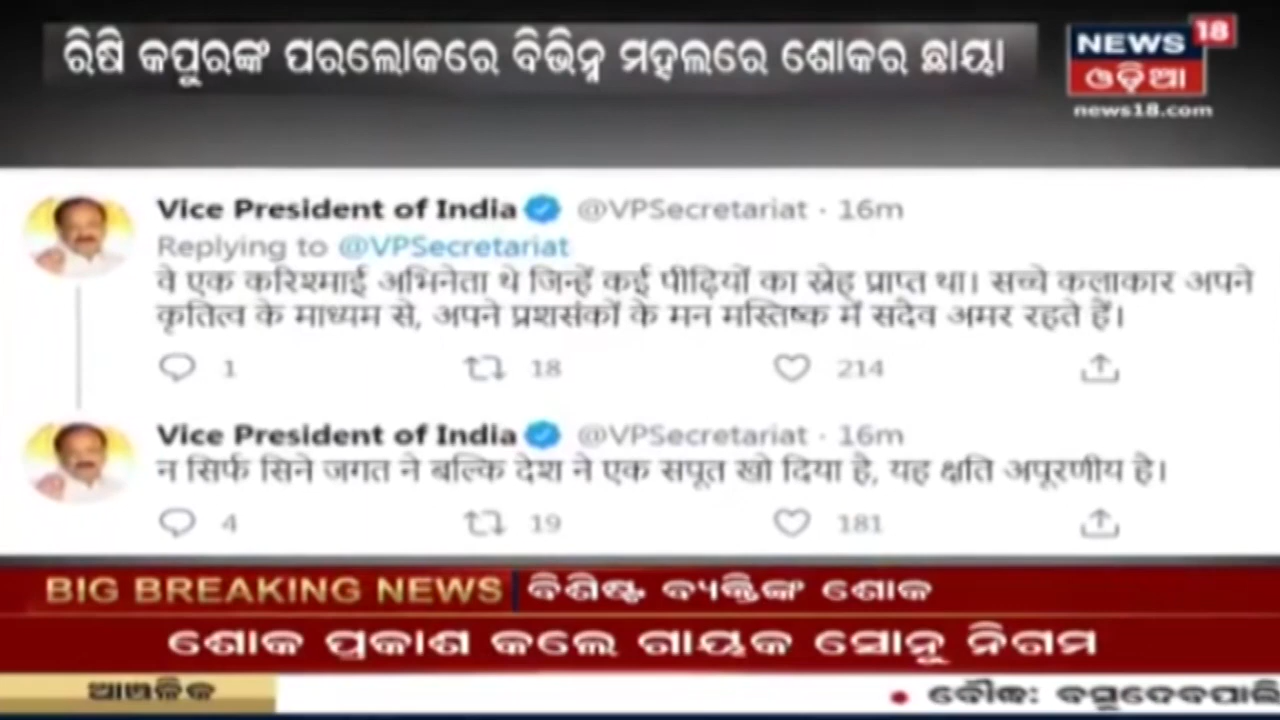 ରିଷି କପୁରଙ୍କ ପରଲୋକରେ ବିଭିନ୍ନ ମହଲରେ ଶୋକର ଛାୟା
NEWS 18
ଓଡ଼ିଆ
news18.com
Vice President of India @VPSecretariat · 16m
Replying to @VPSecretariat
वे एक करिश्माई अभिनेता थे जिन्हें कई पीढ़ियों का स्नेह प्राप्त था। सच्चे कलाकार अपने
कृतित्व के माध्यम से, अपने प्रशसंकों के मन मस्तिष्क में सदैव अमर रहते हैं।
1 18 214
Vice President of India @VPSecretariat · 16m
न सिर्फ सिने जगत ने बल्कि देश ने एक सपूत खो दिया है, यह क्षति अपूरणीय है।
4 19 181
BIG BREAKING NEWS ବିଶିଷ୍ଟ ବ୍ୟକ୍ତିଙ୍କ ଶୋକ
ଶୋକ ପ୍ରକାଶ କଲେ ଗାୟକ ସୋନୁ ନିଗମ
ଆଞ୍ଚଳିକ
• ବୌଦ୍ଧ: ବସୁଦେବପାଲି